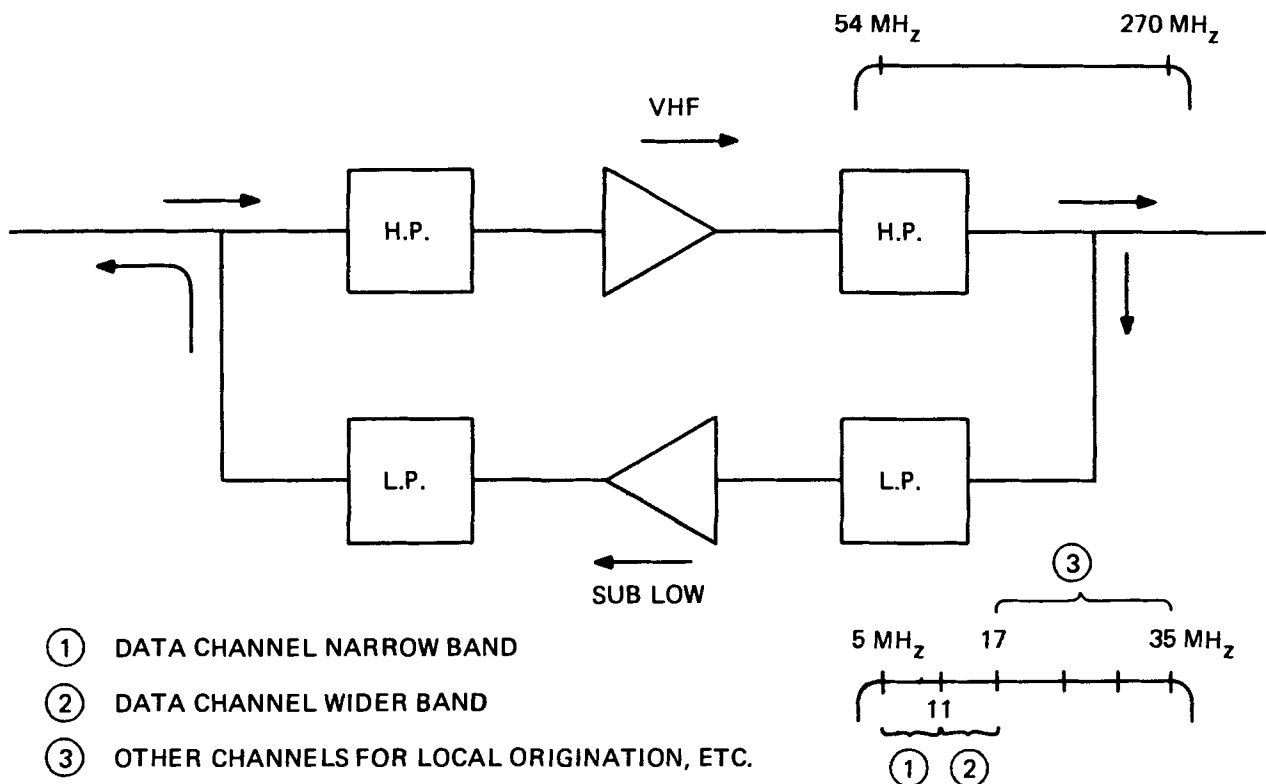 54 MHz 270 MHz
VHF
H.P. H.P.
L.P. L.P.
SUB LOW
3
5 MHz 17 35 MHz
11
1 2
1 DATA CHANNEL NARROW BAND
2 DATA CHANNEL WIDER BAND
3 OTHER CHANNELS FOR LOCAL ORIGINATION, ETC.